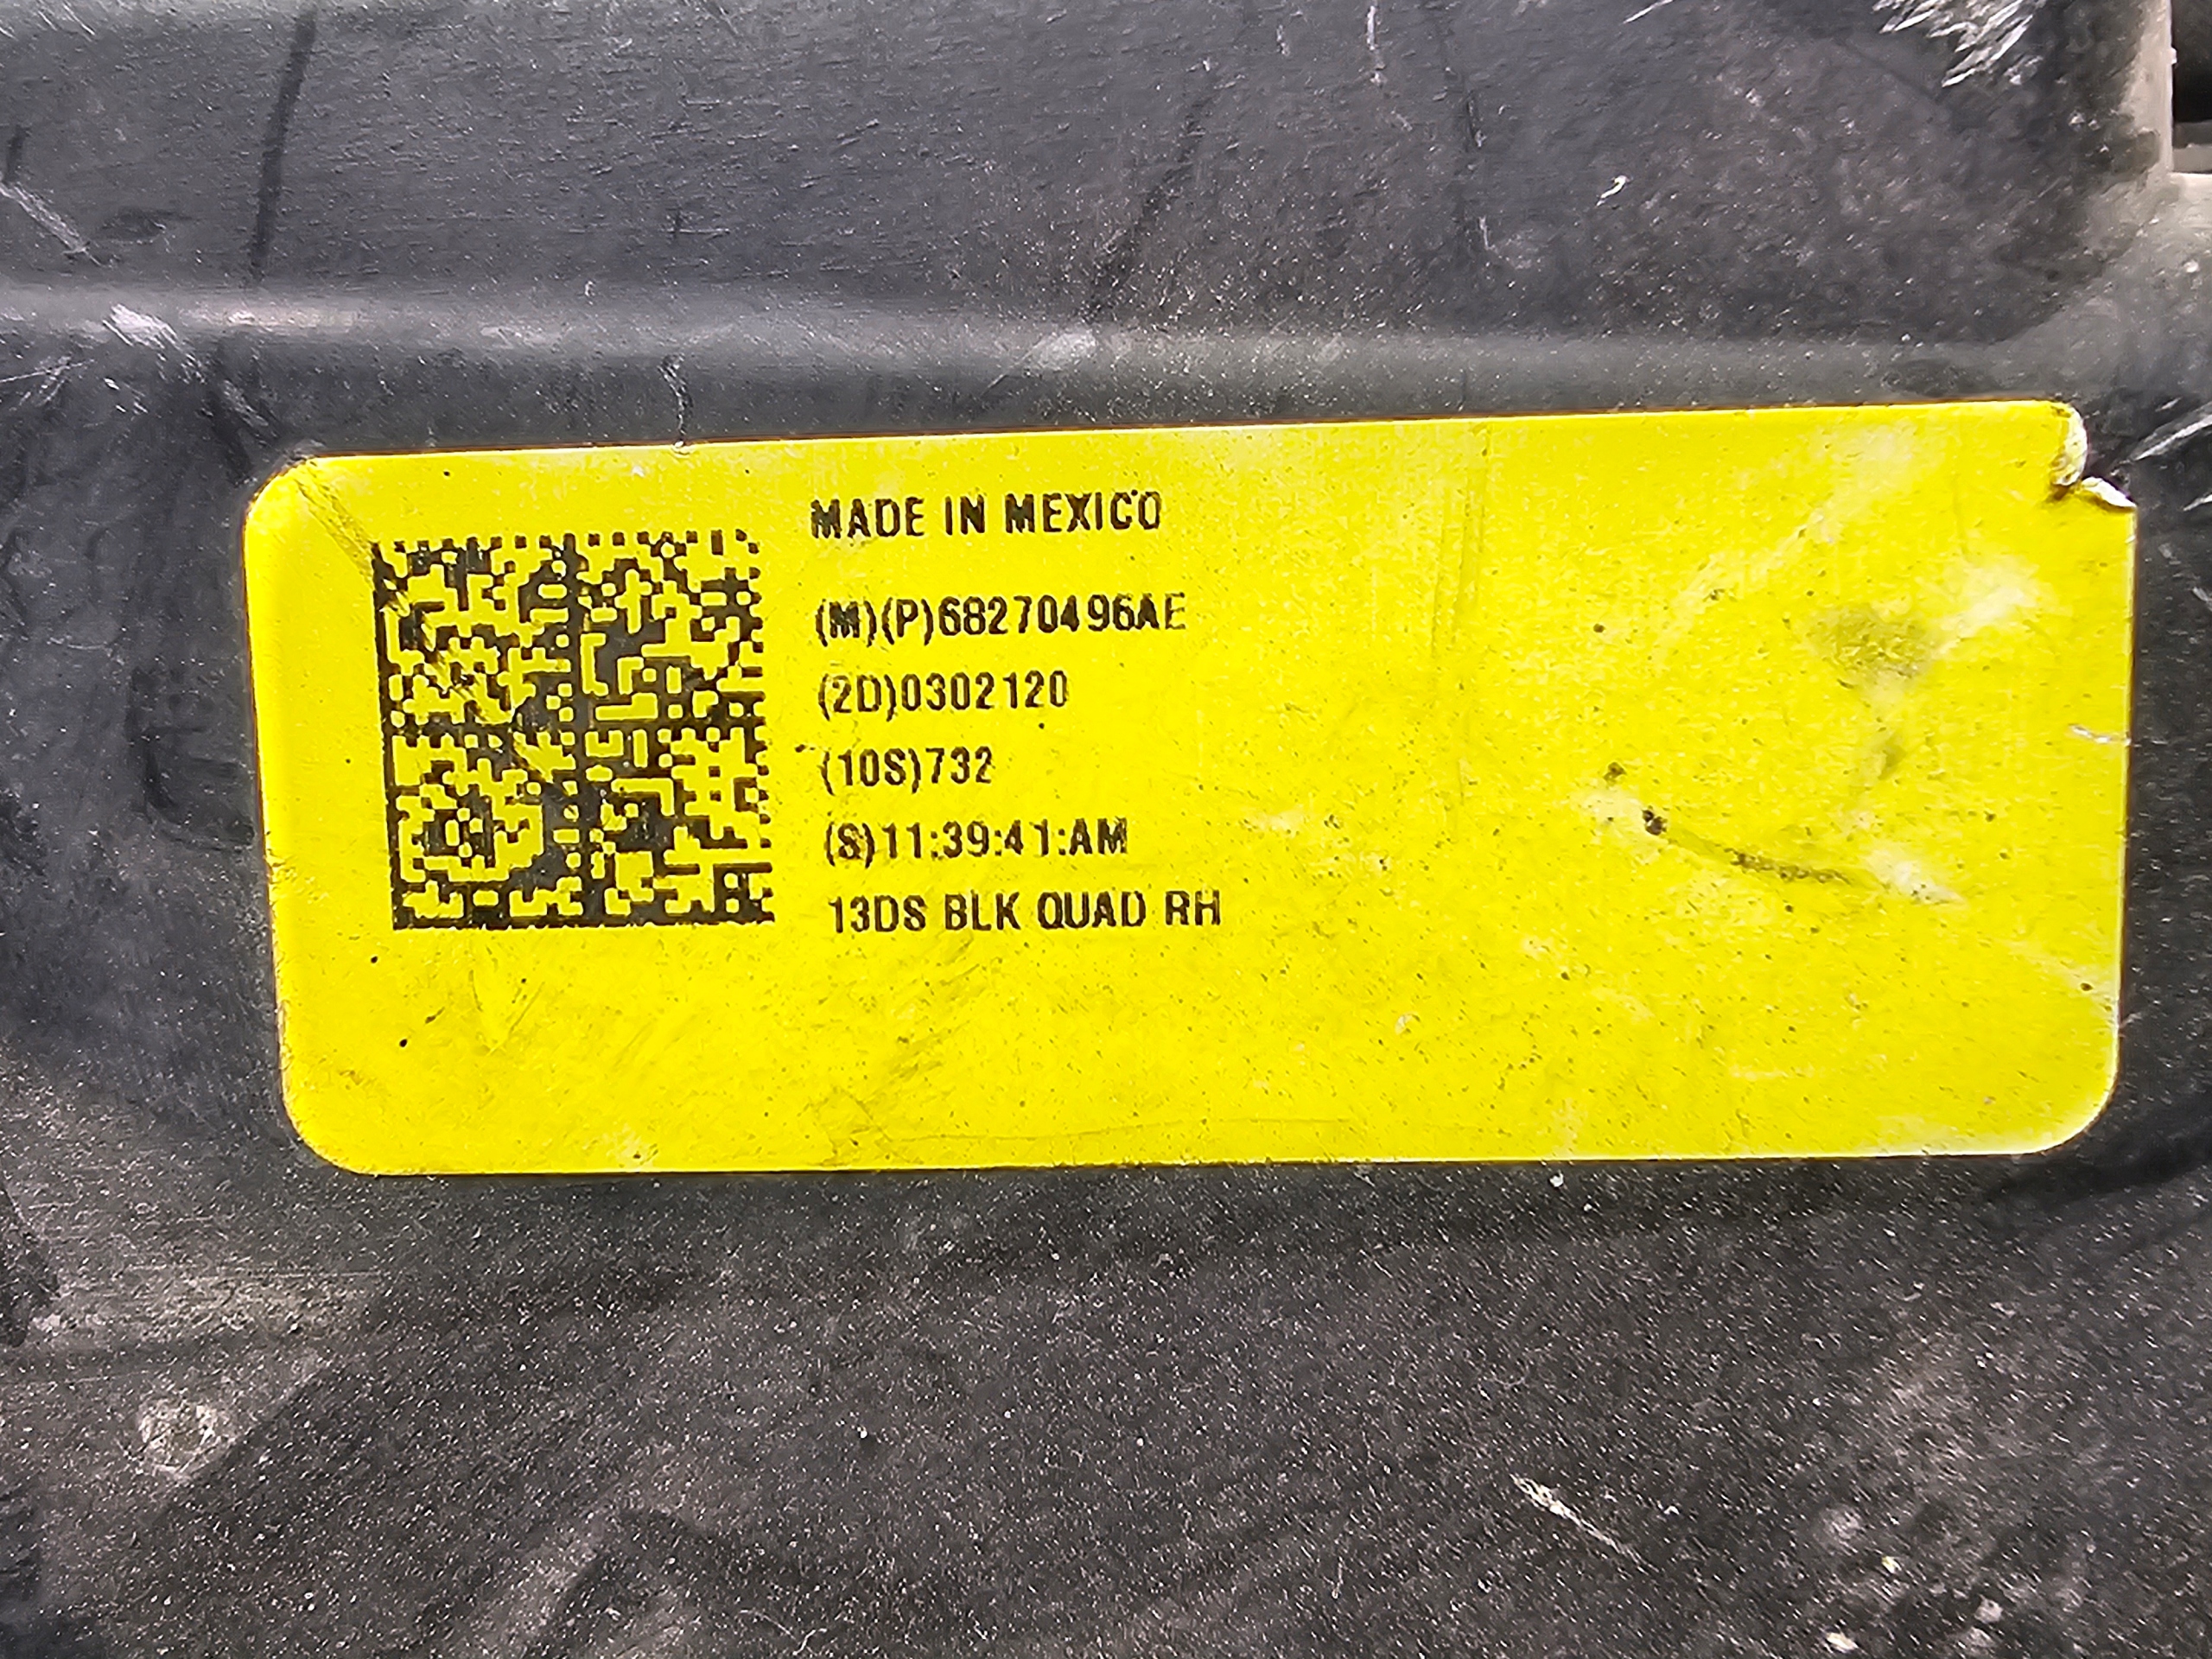 MADE IN MEXICO
(M)(P)68270496AE
(2D)0302120
(10S)732
(S)11:39:41:AM
13DS BLK QUAD RH